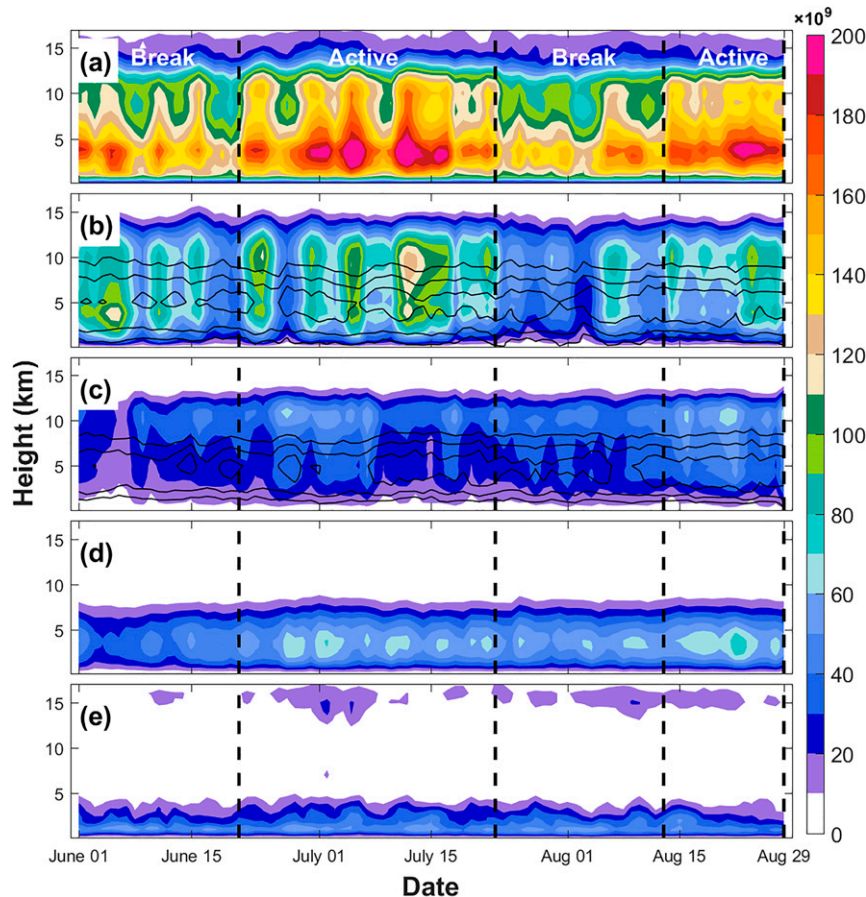 ×10⁹
(a)
Break
Active
Break
Active
15
10
5
(b)
15
10
5
(c)
15
10
5
(d)
15
10
5
(e)
15
10
5
Height (km)
June 01
June 15
July 01
July 15
Aug 01
Aug 15
Aug 29
Date
200
180
160
140
120
100
80
60
40
20
0